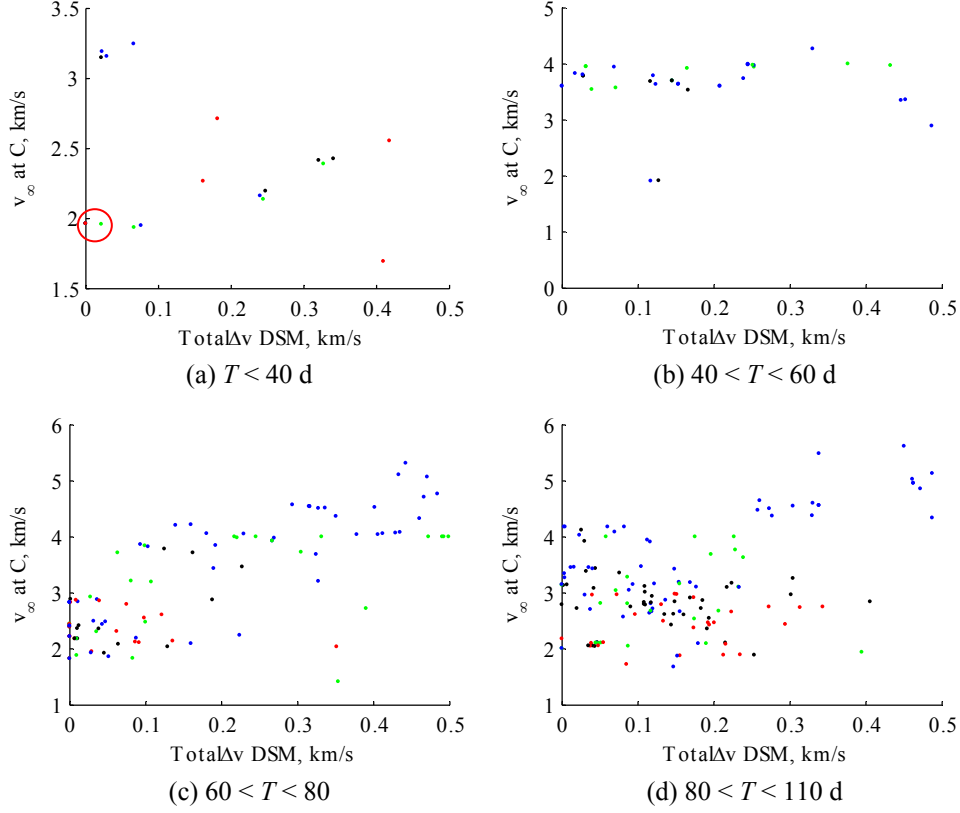 3.5
3
2.5
2
1.5
v∞ at C, km/s
0 0.1 0.2 0.3 0.4 0.5
TotalΔv DSM, km/s
(a) T < 40 d
5
4
3
2
1
0
v∞ at C, km/s
0 0.1 0.2 0.3 0.4 0.5
TotalΔv DSM, km/s
(b) 40 < T < 60 d
6
5
4
3
2
1
v∞ at C, km/s
0 0.1 0.2 0.3 0.4 0.5
TotalΔv DSM, km/s
(c) 60 < T < 80
6
5
4
3
2
1
v∞ at C, km/s
0 0.1 0.2 0.3 0.4 0.5
TotalΔv DSM, km/s
(d) 80 < T < 110 d